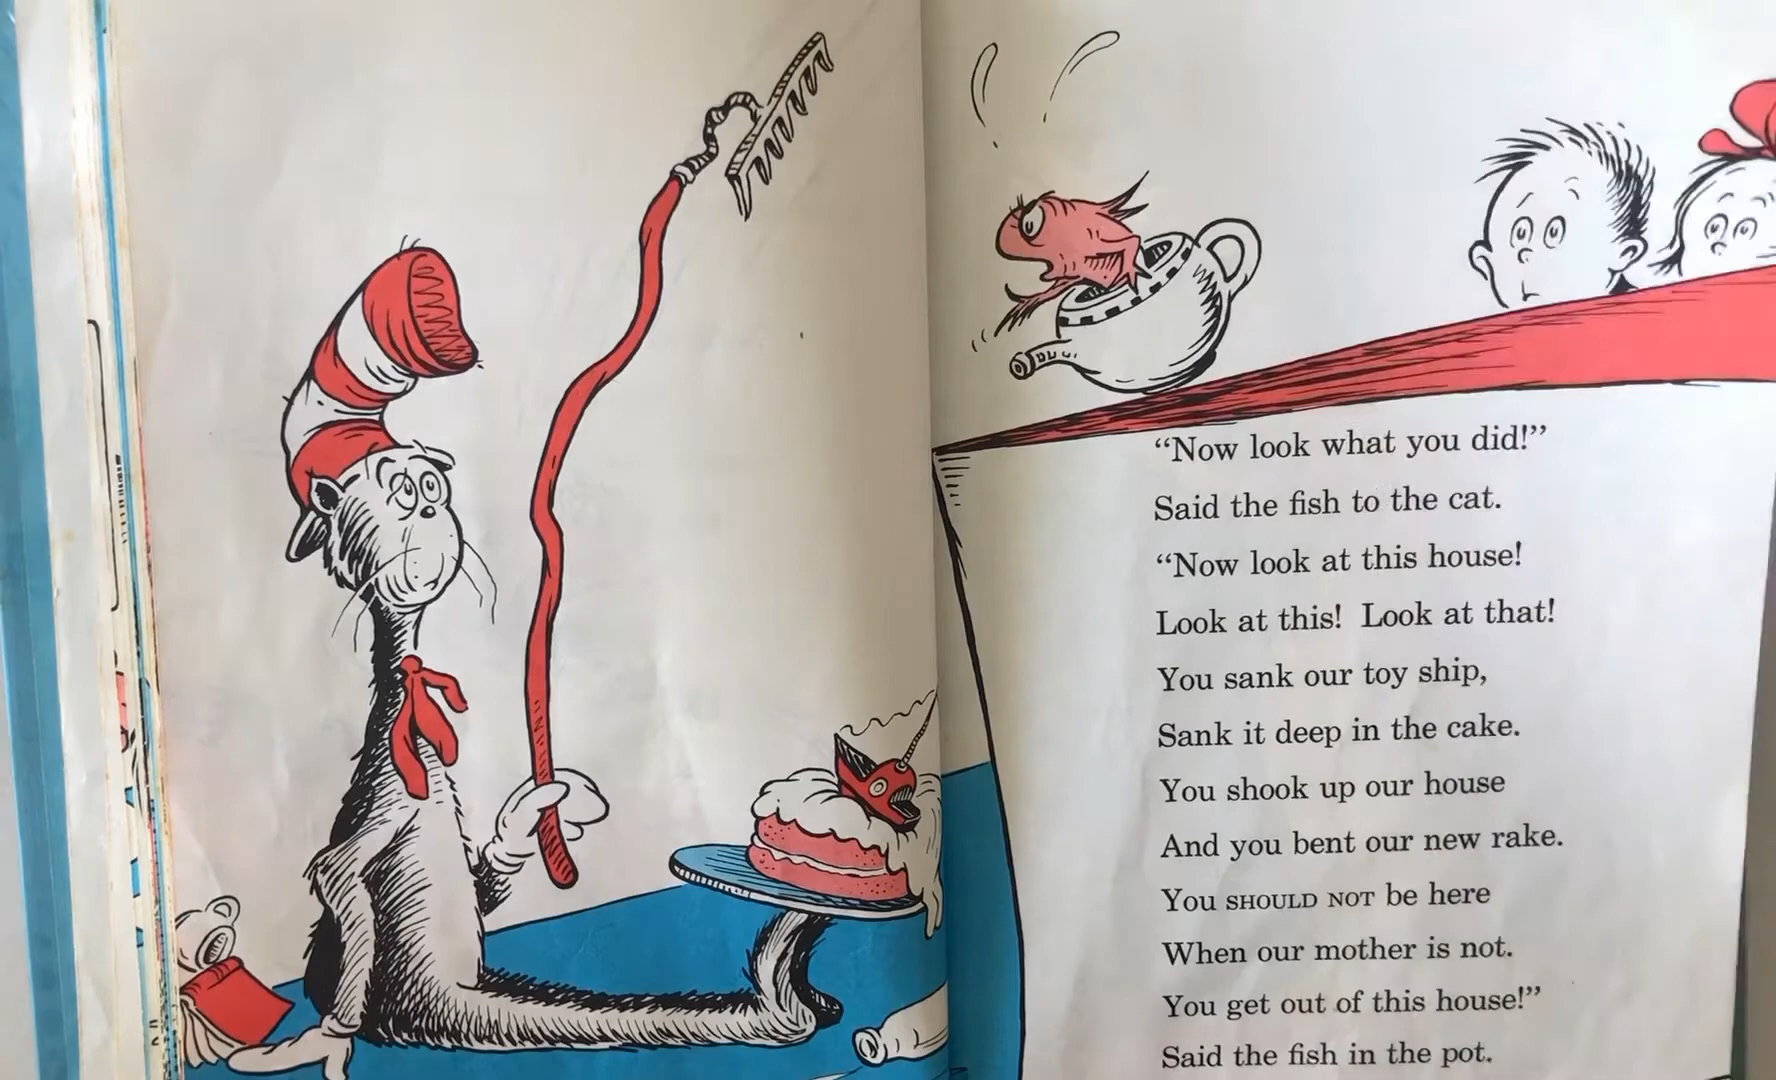 “Now look what you did!”
Said the fish to the cat.
“Now look at this house!
Look at this!  Look at that!
You sank our toy ship,
Sank it deep in the cake.
You shook up our house
And you bent our new rake.
You SHOULD NOT be here
When our mother is not.
You get out of this house!”
Said the fish in the pot.